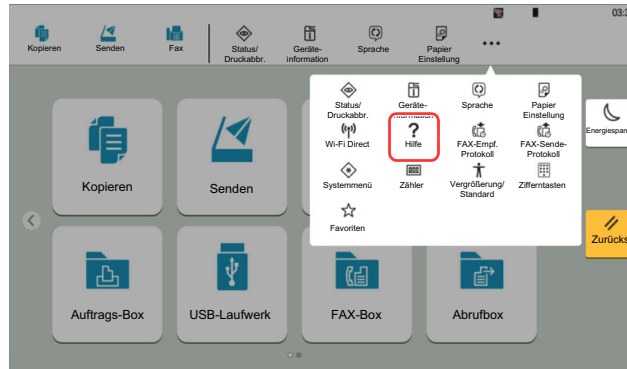 03:3
Kopieren
Senden
Fax
Status/
Druckabbr.
Geräte-
information
Sprache
Papier
Einstellung
Status/
Druckabbr.
Geräte-
information
Sprache
Papier
Einstellung
Wi-Fi Direct
? Hilfe
FAX-Empf.
Protokoll
FAX-Sende-
Protokoll
Systemmenü
Zähler
Vergrößerung/
Standard
Zifferntasten
Favoriten
Energiespar
Kopieren
Senden
Zurücks
Auftrags-Box
USB-Laufwerk
FAX-Box
Abrufbox